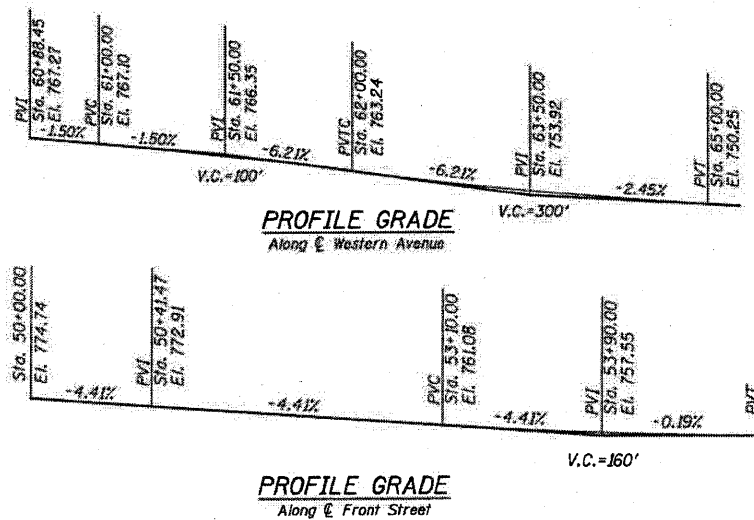 PVI
Sta. 60+88.45
El. 767.27
-1.50%
PVC
Sta. 61+00.00
El. 767.10
-1.50%
PVI
Sta. 61+50.00
El. 766.35
-6.21%
PVTC
Sta. 62+00.00
El. 763.24
-6.21%
PVI
Sta. 63+50.00
El. 753.92
-2.45%
PVT
Sta. 65+00.00
El. 750.25
V.C.=100'
V.C.=300'
PROFILE GRADE
Along ℄ Western Avenue
Sta. 50+00.00
El. 774.74
-4.41%
PVI
Sta. 50+41.47
El. 772.91
-4.41%
PVC
Sta. 53+10.00
El. 761.08
-4.41%
PVI
Sta. 53+90.00
El. 757.55
-0.19%
PVT
V.C.=160'
PROFILE GRADE
Along ℄ Front Street